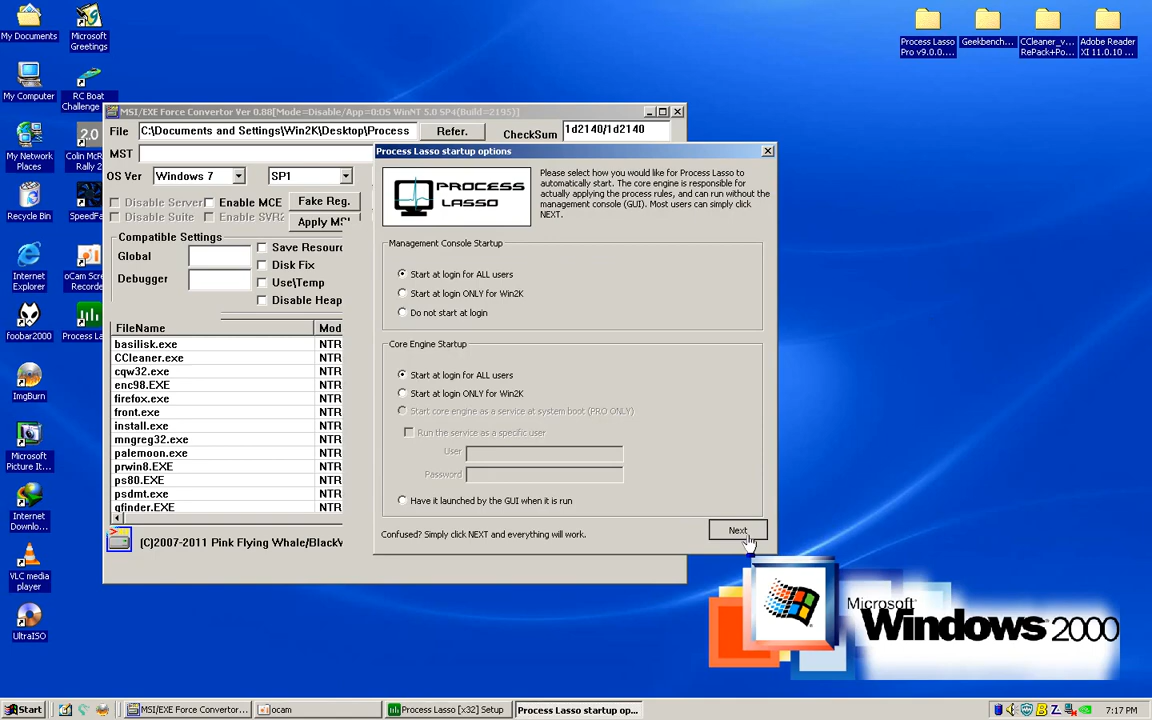 My Documents
Microsoft
Greetings
My Computer
RC Boat
Challenge
My Network
Places
2.0
Colin McR
Rally 2
Recycle Bin
SpeedFa
Internet
Explorer
oCam Scre
Recorde
foobar2000
Process La
ImgBurn
Microsoft
Picture It...
Internet
Downlo...
VLC media
player
UltraISO
Process Lasso
Pro v9.0.0....
Geekbench...
CCleaner_v...
RePack+Po...
Adobe Reader
XI 11.0.10 ...
MSI/EXE Force Convertor Ver 0.88[Mode=Disable/App=0:OS WinNT 5.0 SP4(Build=2195)]
File
C:\Documents and Settings\Win2K\Desktop\Process
Refer.
CheckSum
1d2140/1d2140
MST
OS Ver
Windows 7
SP1
Disable Server
Enable MCE
Fake Reg.
Disable Suite
Enable SVR2
Apply MSI
Compatible Settings
Global
Debugger
Save Resourc
Disk Fix
Use\Temp
Disable Heap
FileName
Mod
basilisk.exe
NTR
CCleaner.exe
NTR
cqw32.exe
NTR
enc98.EXE
NTR
firefox.exe
NTR
front.exe
NTR
install.exe
NTR
mngreg32.exe
NTR
palemoon.exe
NTR
prwin8.EXE
NTR
ps80.EXE
NTR
psdmt.exe
NTR
qfinder.EXE
NTR
(C)2007-2011 Pink Flying Whale/BlackW
Process Lasso startup options
PROCESS
LASSO
Please select how you would like for Process Lasso to
automatically start. The core engine is responsible for
actually applying the process rules, and can run without the
management console (GUI). Most users can simply click
NEXT.
Management Console Startup
Start at login for ALL users
Start at login ONLY for Win2K
Do not start at login
Core Engine Startup
Start at login for ALL users
Start at login ONLY for Win2K
Start core engine as a service at system boot (PRO ONLY)
Run the service as a specific user
User
Password
Have it launched by the GUI when it is run
Confused? Simply click NEXT and everything will work.
Next
Microsoft
Windows 2000
Start
MSI/EXE Force Convertor...
ocam
Process Lasso [x32] Setup
Process Lasso startup op...
7:17 PM